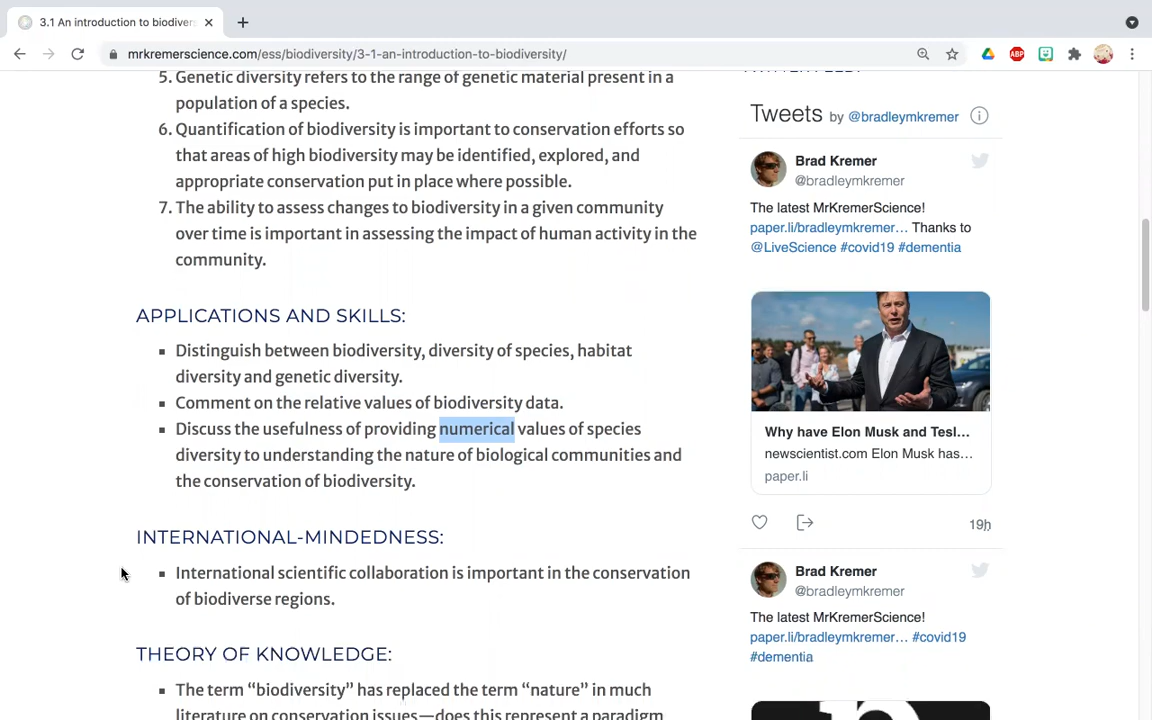 3.1 An introduction to biodiver
mrkremerscience.com/ess/biodiversity/3-1-an-introduction-to-biodiversity/
ABP
5. Genetic diversity refers to the range of genetic material present in a
population of a species.
6. Quantification of biodiversity is important to conservation efforts so
that areas of high biodiversity may be identified, explored, and
appropriate conservation put in place where possible.
7. The ability to assess changes to biodiversity in a given community
over time is important in assessing the impact of human activity in the
community.
APPLICATIONS AND SKILLS:
▪ Distinguish between biodiversity, diversity of species, habitat
diversity and genetic diversity.
▪ Comment on the relative values of biodiversity data.
▪ Discuss the usefulness of providing numerical values of species
diversity to understanding the nature of biological communities and
the conservation of biodiversity.
INTERNATIONAL-MINDEDNESS:
▪ International scientific collaboration is important in the conservation
of biodiverse regions.
THEORY OF KNOWLEDGE:
▪ The term “biodiversity” has replaced the term “nature” in much
literature on conservation issues—does this represent a paradigm
Tweets by @bradleymkremer
Brad Kremer
@bradleymkremer
The latest MrKremerScience!
paper.li/bradleymkremer… Thanks to
@LiveScience #covid19 #dementia
Why have Elon Musk and Tesl...
newscientist.com Elon Musk has...
paper.li
19h
Brad Kremer
@bradleymkremer
The latest MrKremerScience!
paper.li/bradleymkremer… #covid19
#dementia